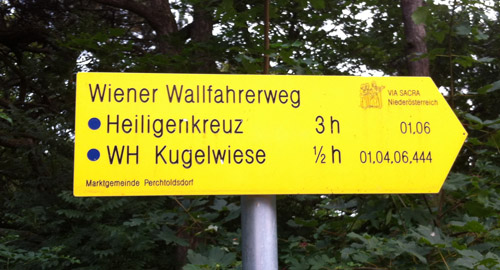 Wiener Wallfahrerweg
VIA SACRA
Niederösterreich
Heiligenkreuz 3 h 01.06
WH Kugelwiese ½ h 01.04.06.444
Marktgemeinde Perchtoldsdorf